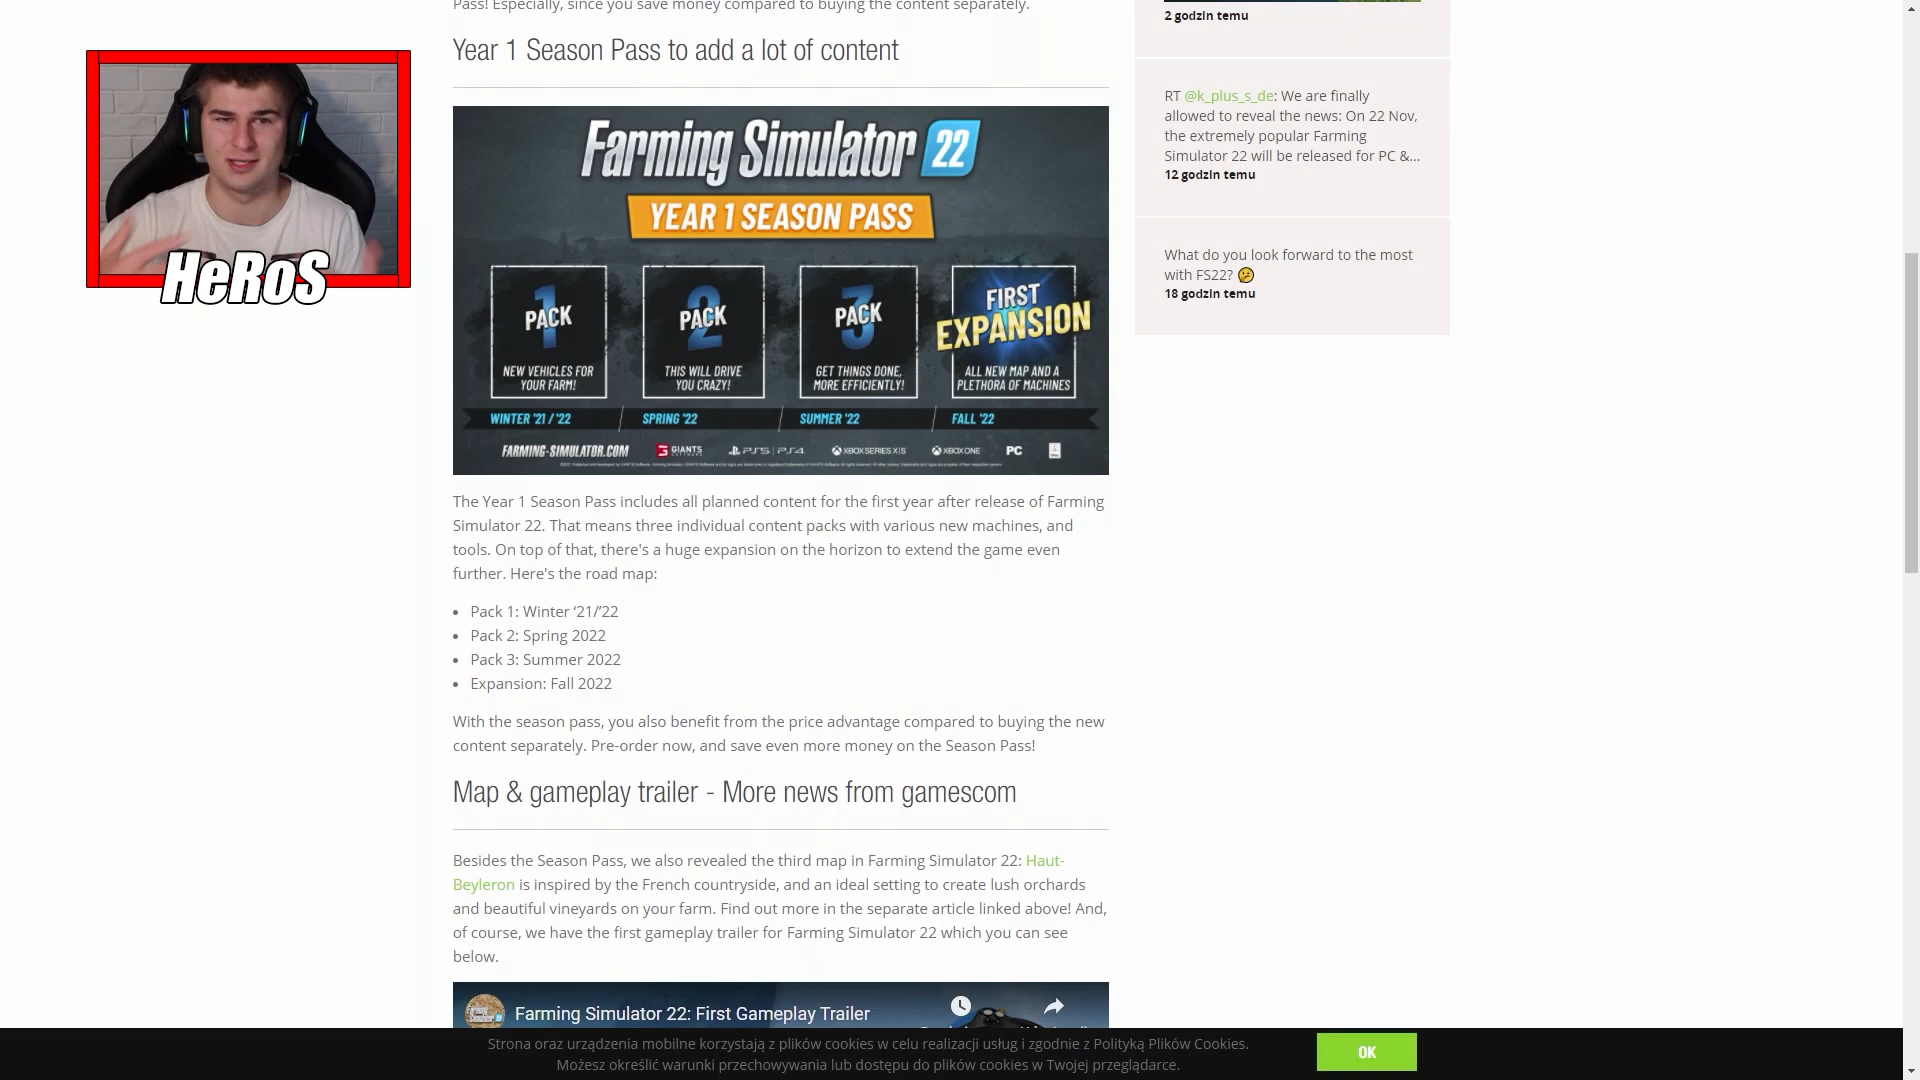 Pass! Especially, since you save money compared to buying the content separately.
Year 1 Season Pass to add a lot of content
HeRoS
Farming Simulator 22
YEAR 1 SEASON PASS
1 PACK
NEW VEHICLES FOR
YOUR FARM!
2 PACK
THIS WILL DRIVE
YOU CRAZY!
3 PACK
GET THINGS DONE,
MORE EFFICIENTLY!
FIRST
EXPANSION
ALL NEW MAP AND A
PLETHORA OF MACHINES
WINTER '21 / '22
SPRING '22
SUMMER '22
FALL '22
FARMING-SIMULATOR.COM GIANTS PS5 | PS4 XBOX SERIES X|S XBOX ONE PC
The Year 1 Season Pass includes all planned content for the first year after release of Farming
Simulator 22. That means three individual content packs with various new machines, and
tools. On top of that, there's a huge expansion on the horizon to extend the game even
further. Here's the road map:
• Pack 1: Winter ‘21/’22
• Pack 2: Spring 2022
• Pack 3: Summer 2022
• Expansion: Fall 2022
With the season pass, you also benefit from the price advantage compared to buying the new
content separately. Pre-order now, and save even more money on the Season Pass!
Map & gameplay trailer - More news from gamescom
Besides the Season Pass, we also revealed the third map in Farming Simulator 22: Haut-
Beyleron is inspired by the French countryside, and an ideal setting to create lush orchards
and beautiful vineyards on your farm. Find out more in the separate article linked above! And,
of course, we have the first gameplay trailer for Farming Simulator 22 which you can see
below.
Farming Simulator 22: First Gameplay Trailer
2 godzin temu
RT @k_plus_s_de: We are finally
allowed to reveal the news: On 22 Nov,
the extremely popular Farming
Simulator 22 will be released for PC &...
12 godzin temu
What do you look forward to the most
with FS22? 🤔
18 godzin temu
Strona oraz urządzenia mobilne korzystają z plików cookies w celu realizacji usług i zgodnie z Polityką Plików Cookies.
Możesz określić warunki przechowywania lub dostępu do plików cookies w Twojej przeglądarce.
OK